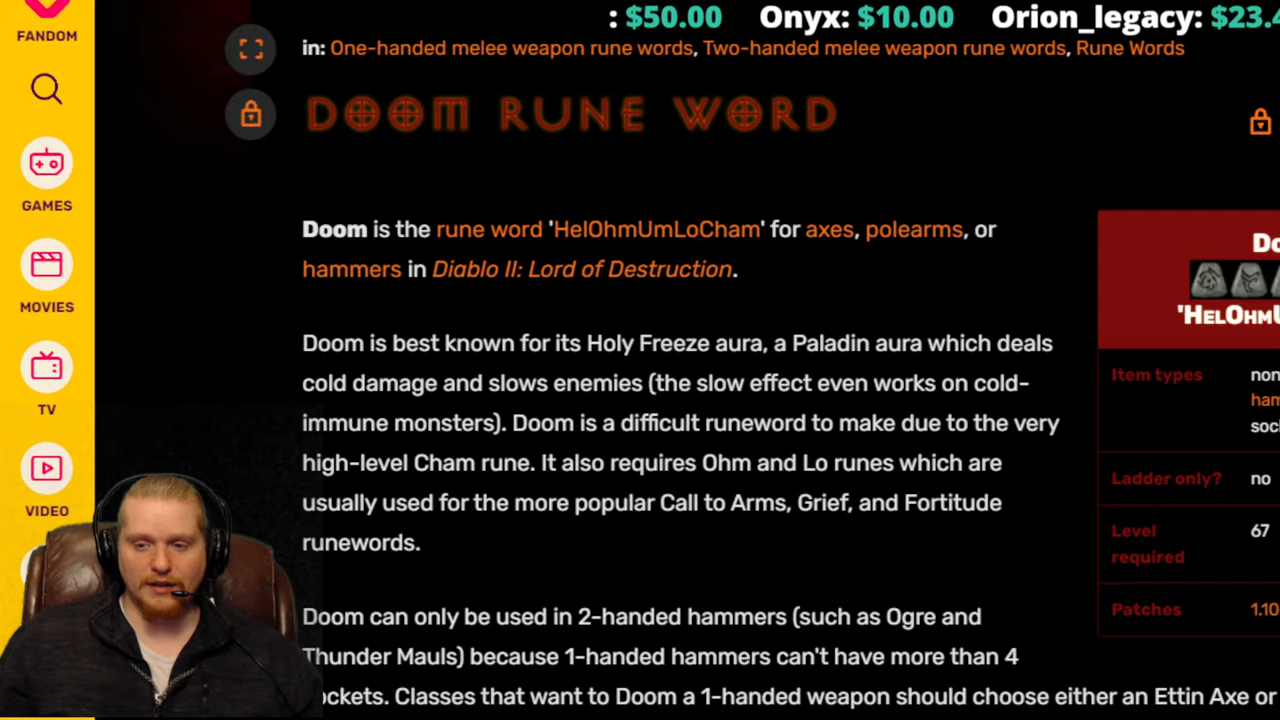 : $50.00 Onyx: $10.00 Orion_legacy: $23.4
FANDOM
in: One-handed melee weapon rune words, Two-handed melee weapon rune words, Rune Words
DOOM RUNE WORD
GAMES
MOVIES
TV
VIDEO
Doom is the rune word 'HelOhmUmLoCham' for axes, polearms, or
hammers in Diablo II: Lord of Destruction.
Doom is best known for its Holy Freeze aura, a Paladin aura which deals
cold damage and slows enemies (the slow effect even works on cold-
immune monsters). Doom is a difficult runeword to make due to the very
high-level Cham rune. It also requires Ohm and Lo runes which are
usually used for the more popular Call to Arms, Grief, and Fortitude
runewords.
Doom can only be used in 2-handed hammers (such as Ogre and
Thunder Mauls) because 1-handed hammers can't have more than 4
ockets. Classes that want to Doom a 1-handed weapon should choose either an Ettin Axe or
Do
'HELOHMU
Item types non
ham
soc
Ladder only? no
Level required 67
Patches 1.10